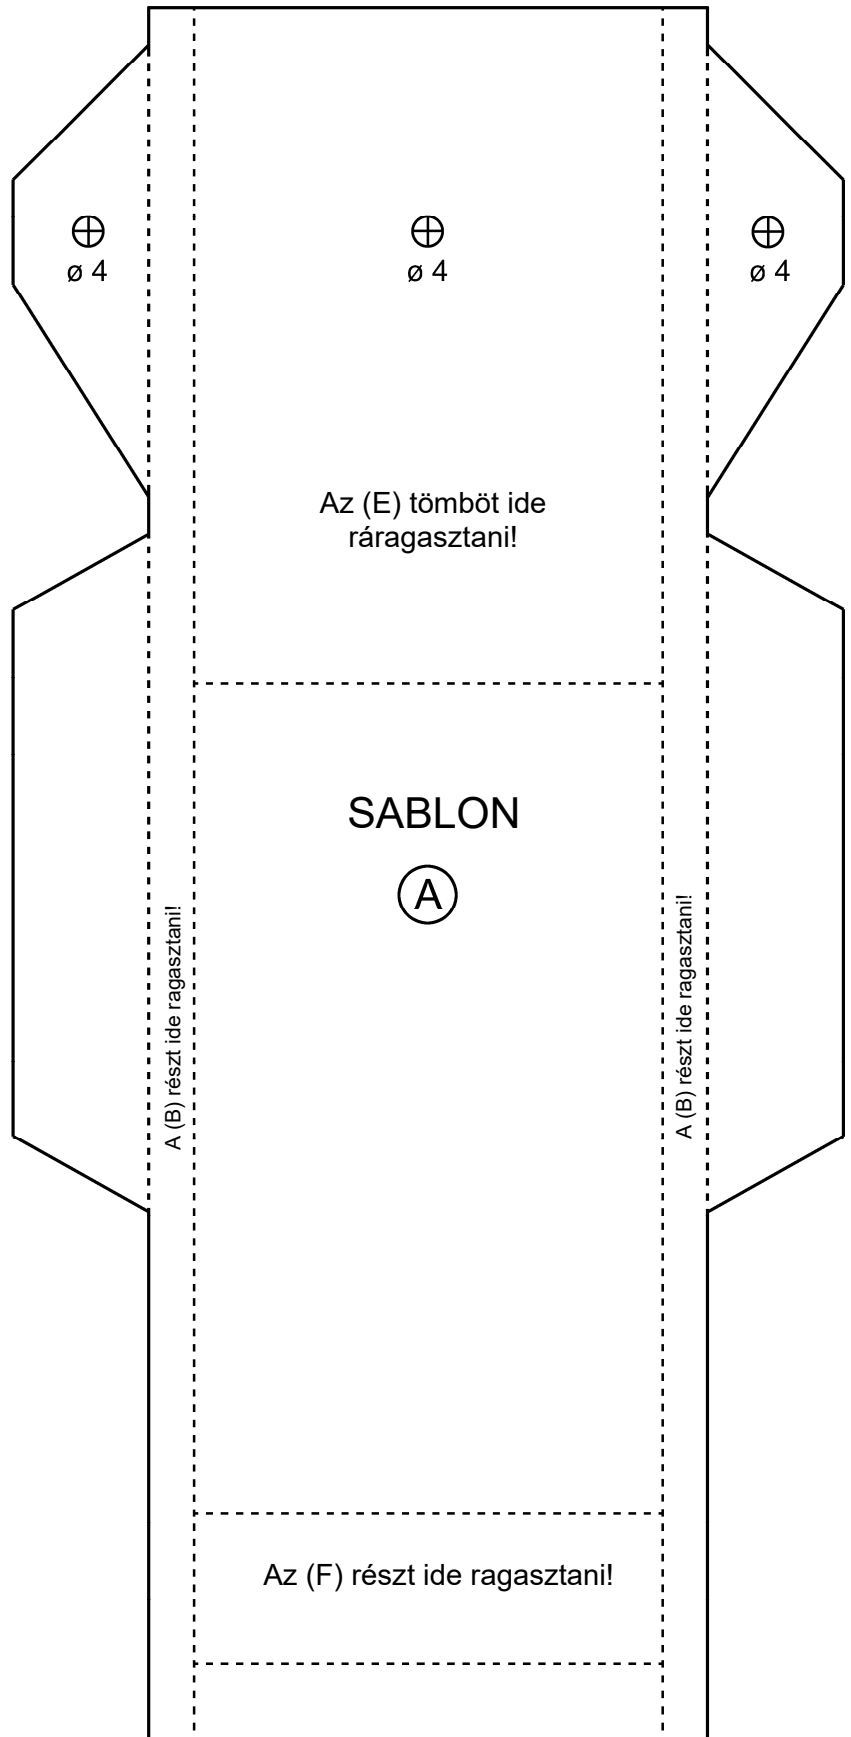 ø 4
ø 4
ø 4
Az (E) tömböt ide
ráragasztani!
SABLON
A
A (B) részt ide ragasztani!
A (B) részt ide ragasztani!
Az (F) részt ide ragasztani!